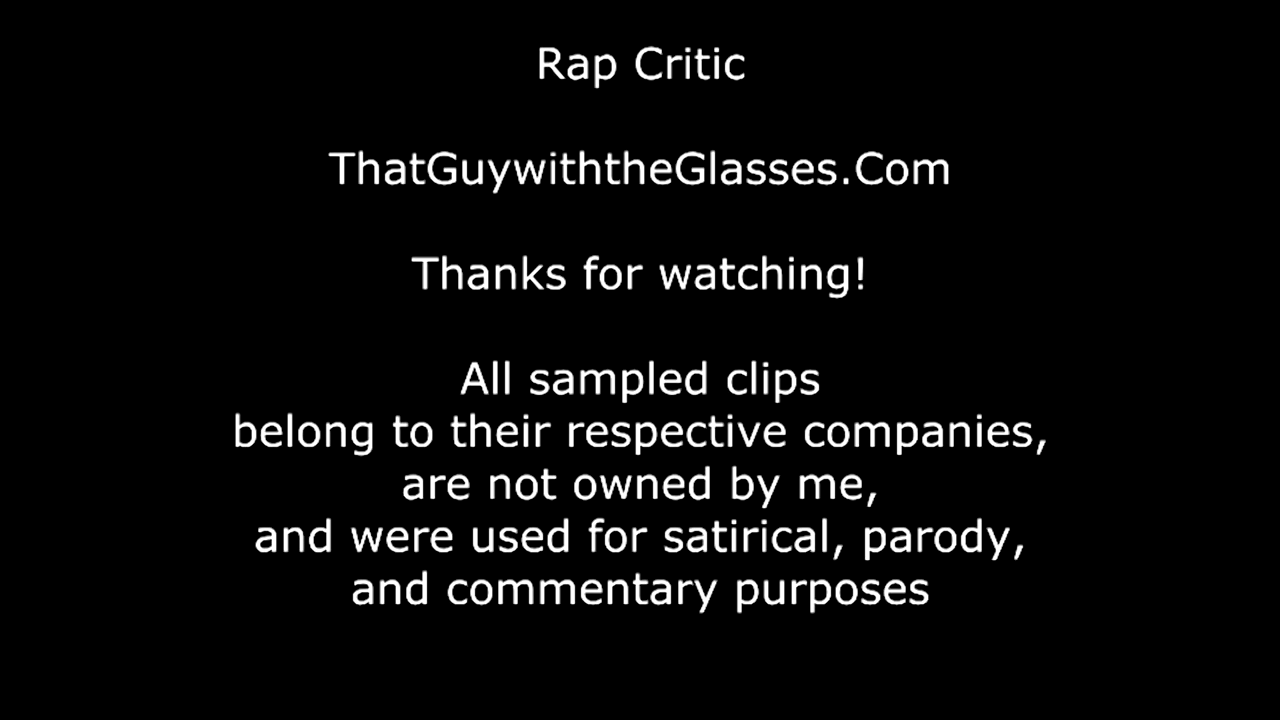 Rap Critic
ThatGuywiththeGlasses.Com
Thanks for watching!
All sampled clips
belong to their respective companies,
are not owned by me,
and were used for satirical, parody,
and commentary purposes